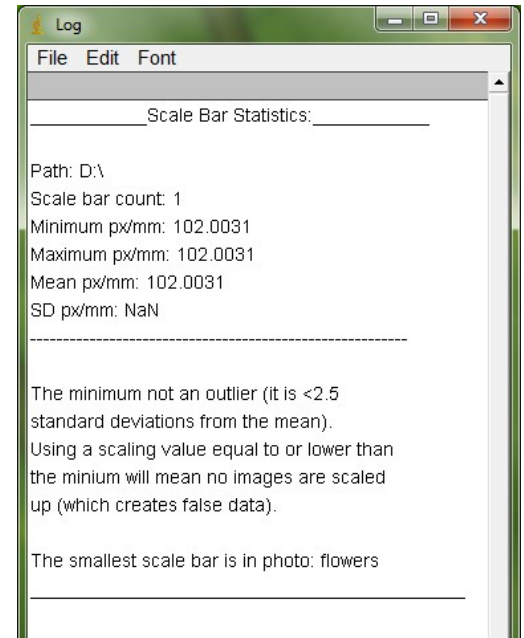 Log
File Edit Font
____________Scale Bar Statistics:____________
Path: D:\
Scale bar count: 1
Minimum px/mm: 102.0031
Maximum px/mm: 102.0031
Mean px/mm: 102.0031
SD px/mm: NaN
---------------------------------------------------------
The minimum not an outlier (it is <2.5
standard deviations from the mean).
Using a scaling value equal to or lower than
the minium will mean no images are scaled
up (which creates false data).
The smallest scale bar is in photo: flowers
_____________________________________________